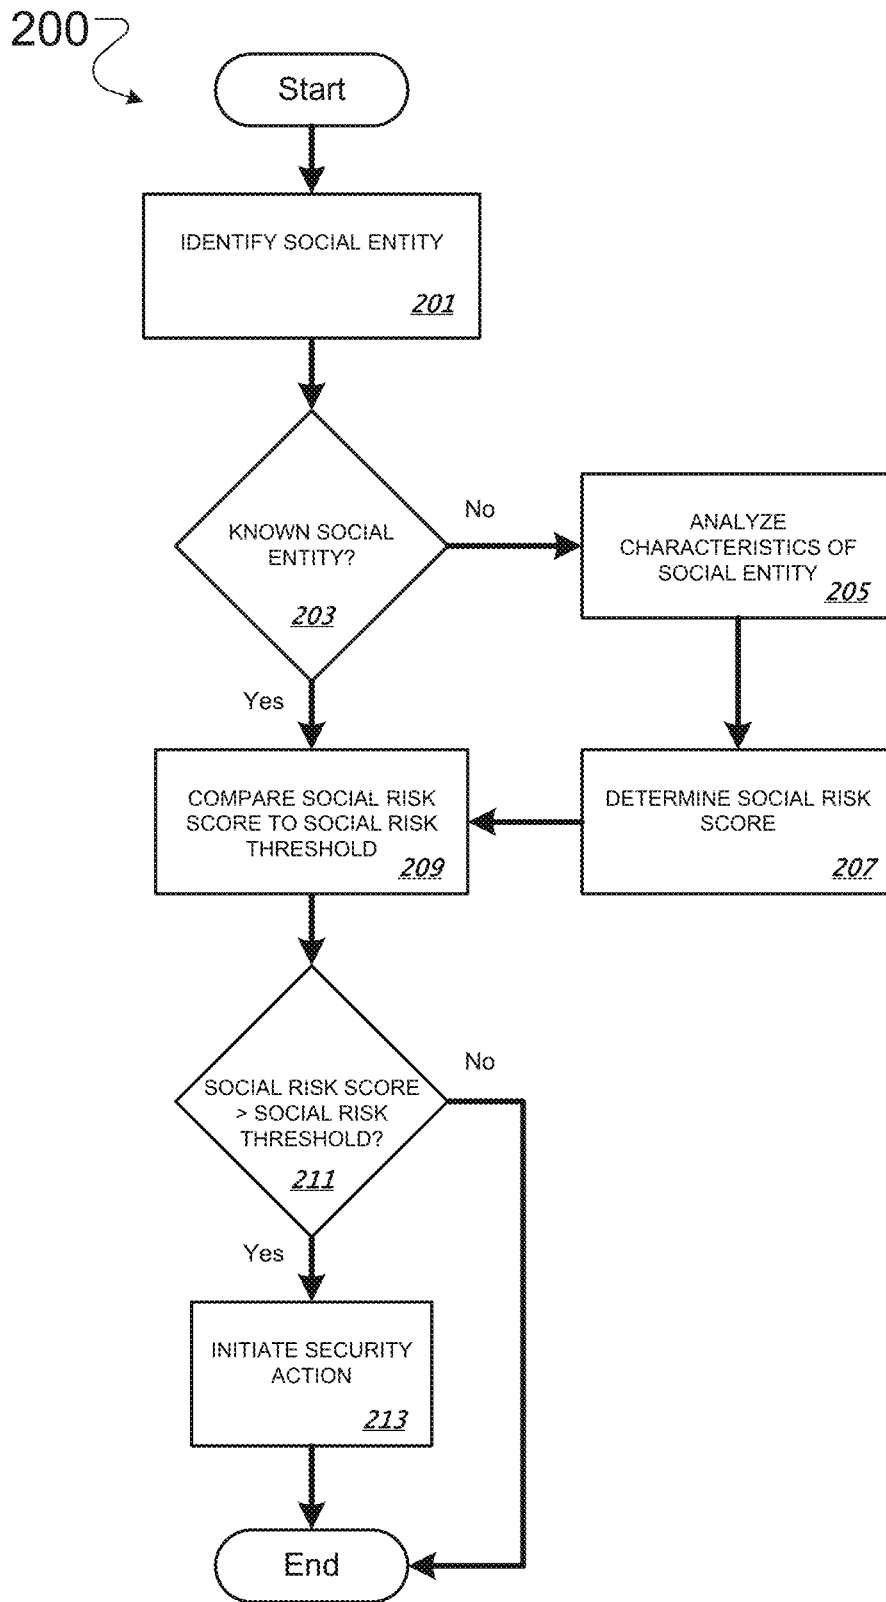 200
Start
IDENTIFY SOCIAL ENTITY
201
KNOWN SOCIAL
ENTITY?
203
No
ANALYZE
CHARACTERISTICS OF
SOCIAL ENTITY
205
Yes
COMPARE SOCIAL RISK
SCORE TO SOCIAL RISK
THRESHOLD
209
DETERMINE SOCIAL RISK
SCORE
207
SOCIAL RISK SCORE
> SOCIAL RISK
THRESHOLD?
211
No
Yes
INITIATE SECURITY
ACTION
213
End